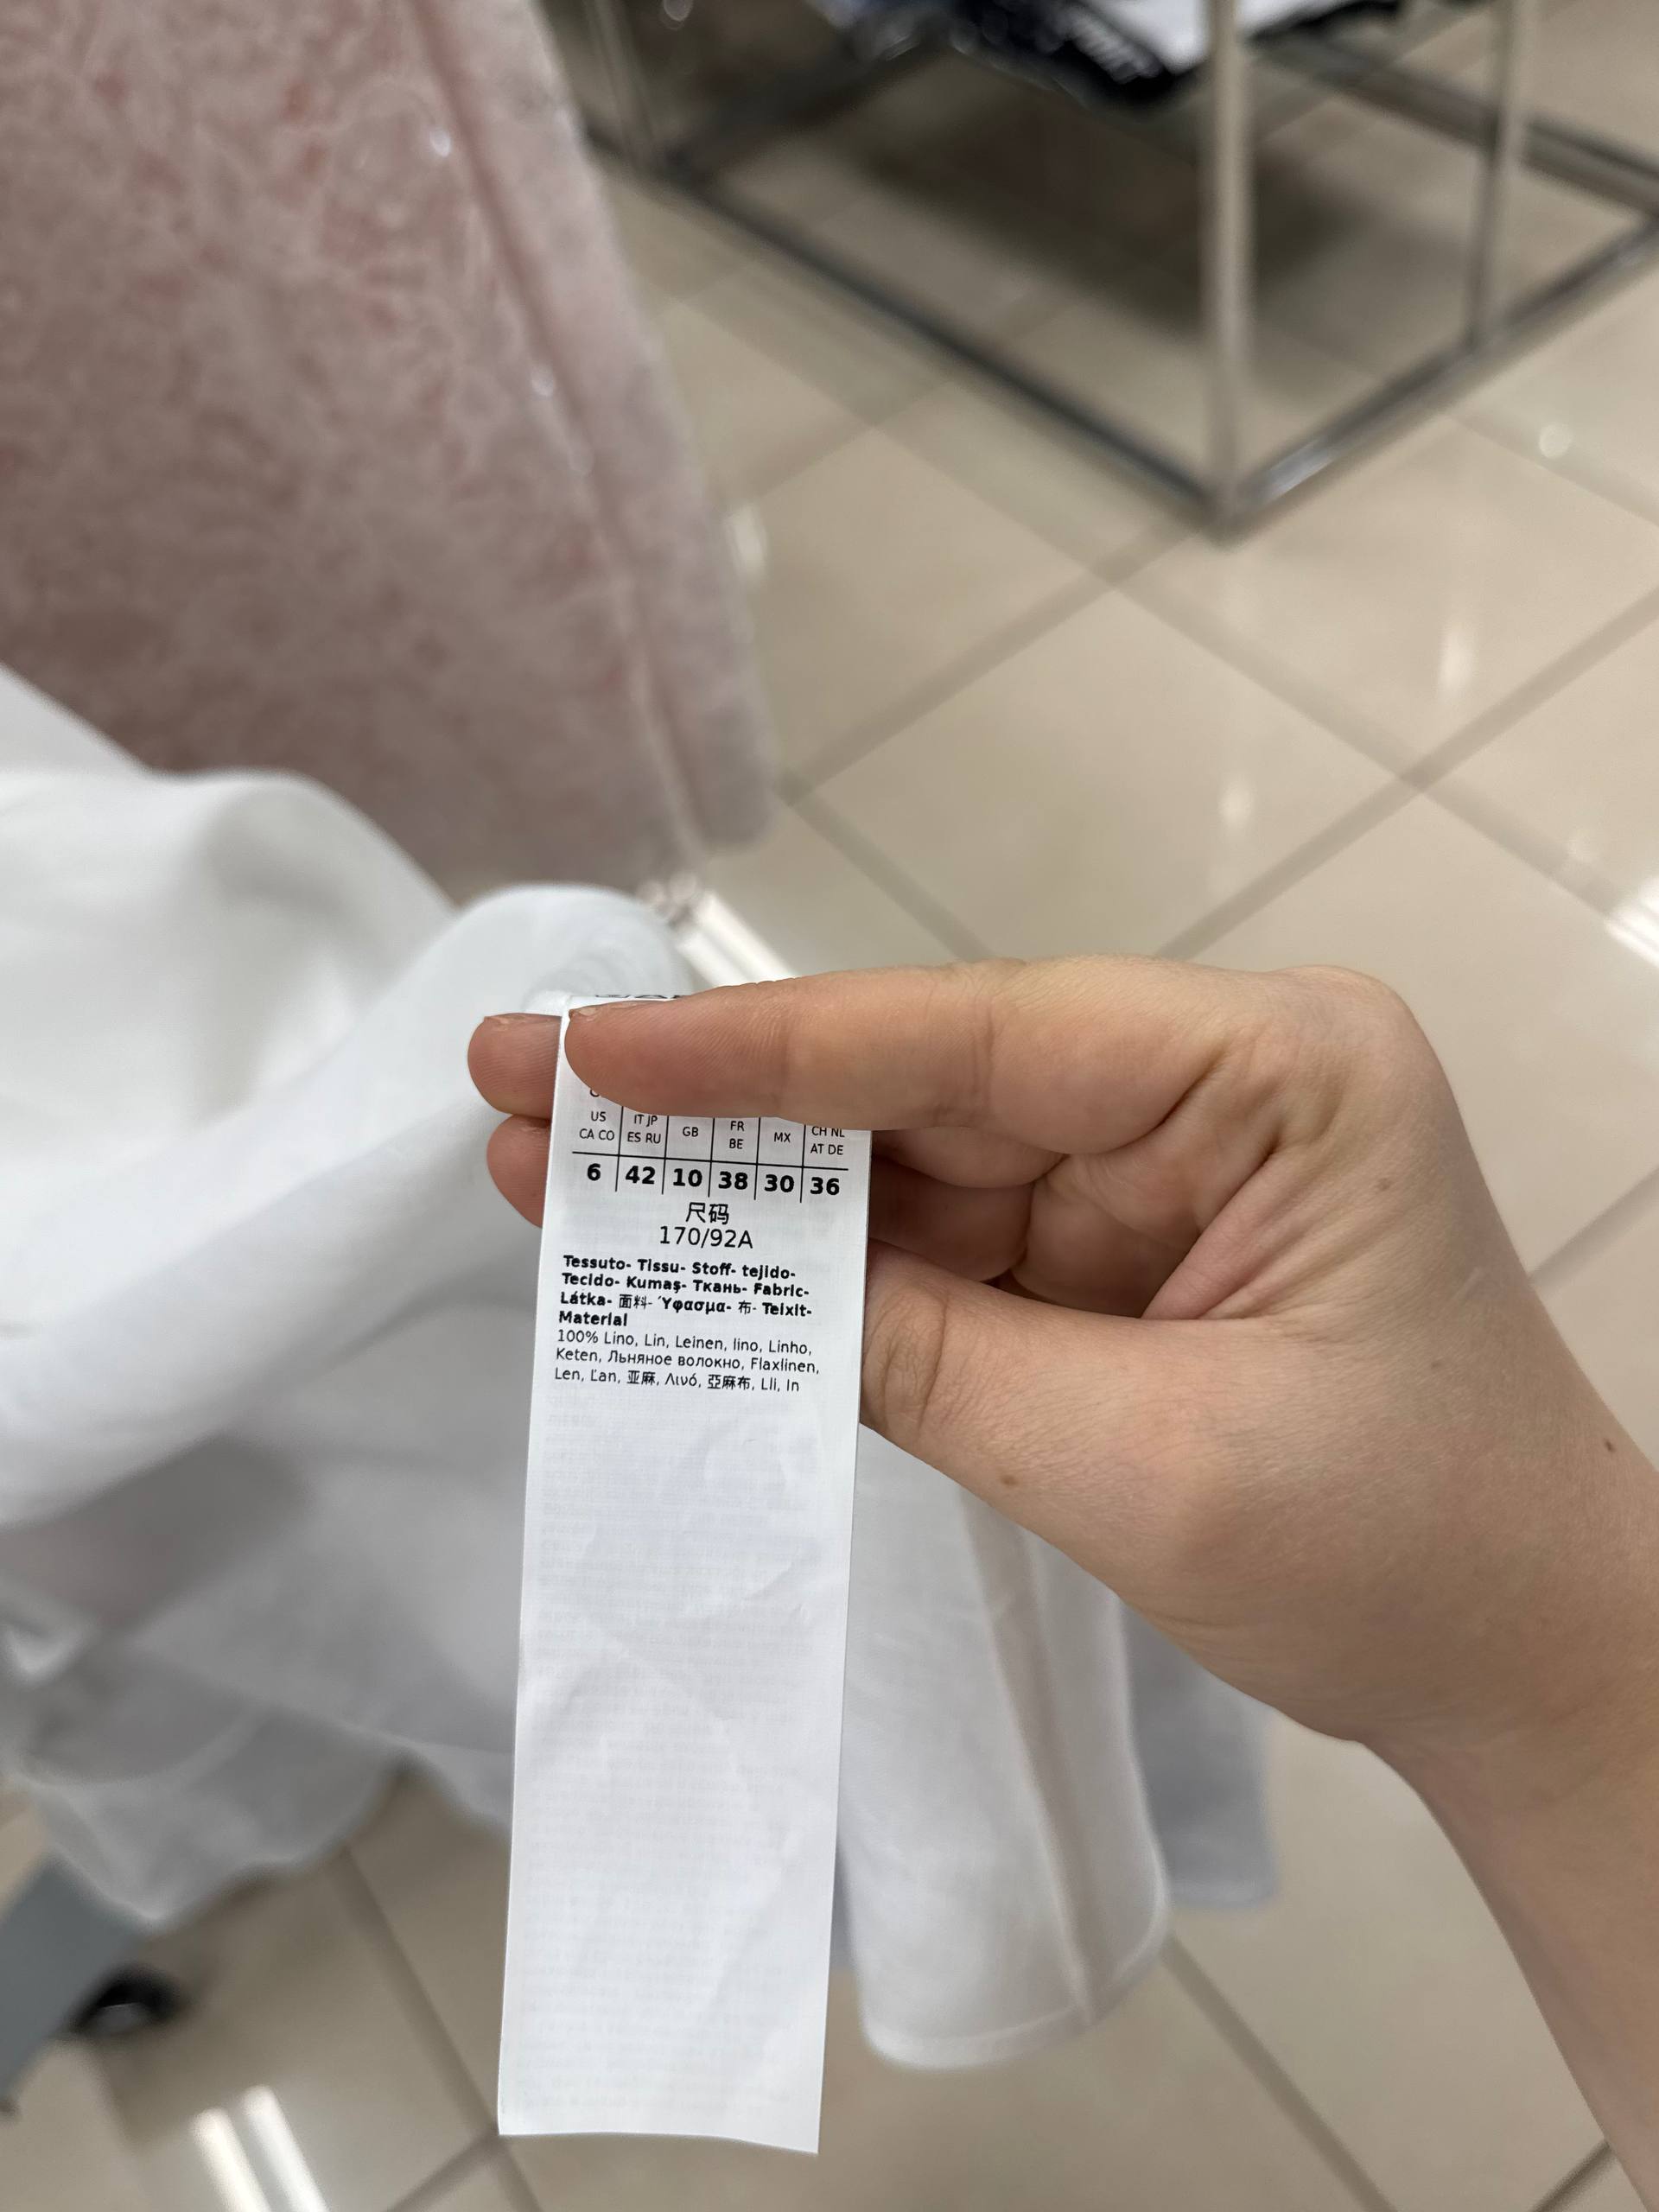 US IT JP GB FR MX CH NL
CA CO ES RU BE AT DE
6 42 10 38 30 36
尺码
170/92A
Tessuto- Tissu- Stoff- tejido-
Tecido- Kumaş- Ткань- Fabric-
Látka- 面料- Ύφασμα- 布- Teixit-
Material
100% Lino, Lin, Leinen, lino, Linho,
Keten, Льняное волокно, Flaxlinen,
Len, Ľan, 亚麻, Λινό, 亞麻布, Lli, In